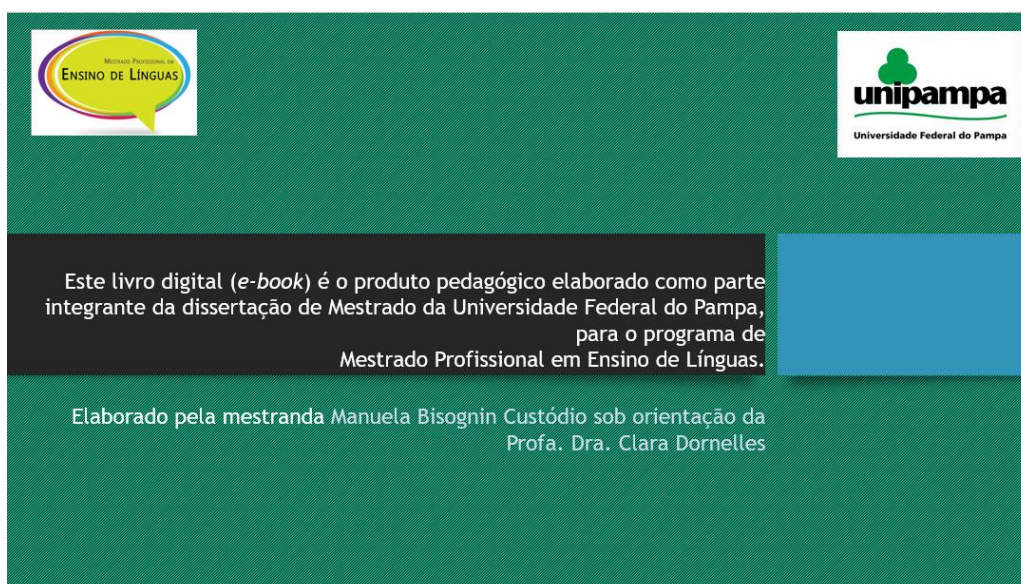 MESTRADO PROFISSIONAL EM
ENSINO DE LÍNGUAS
unipampa
Universidade Federal do Pampa
Este livro digital (e-book) é o produto pedagógico elaborado como parte
integrante da dissertação de Mestrado da Universidade Federal do Pampa,
para o programa de
Mestrado Profissional em Ensino de Línguas.
Elaborado pela mestranda Manuela Bisognin Custódio sob orientação da
Profa. Dra. Clara Dornelles